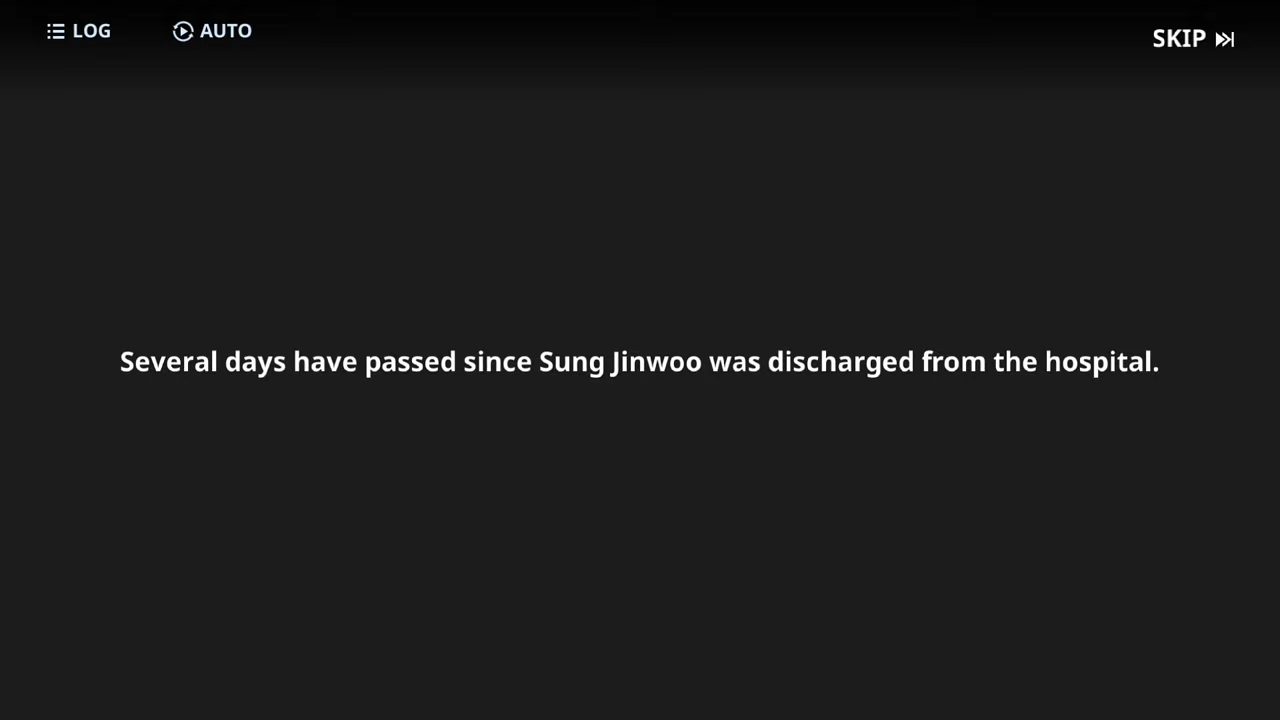 LOG
AUTO
SKIP
Several days have passed since Sung Jinwoo was discharged from the hospital.